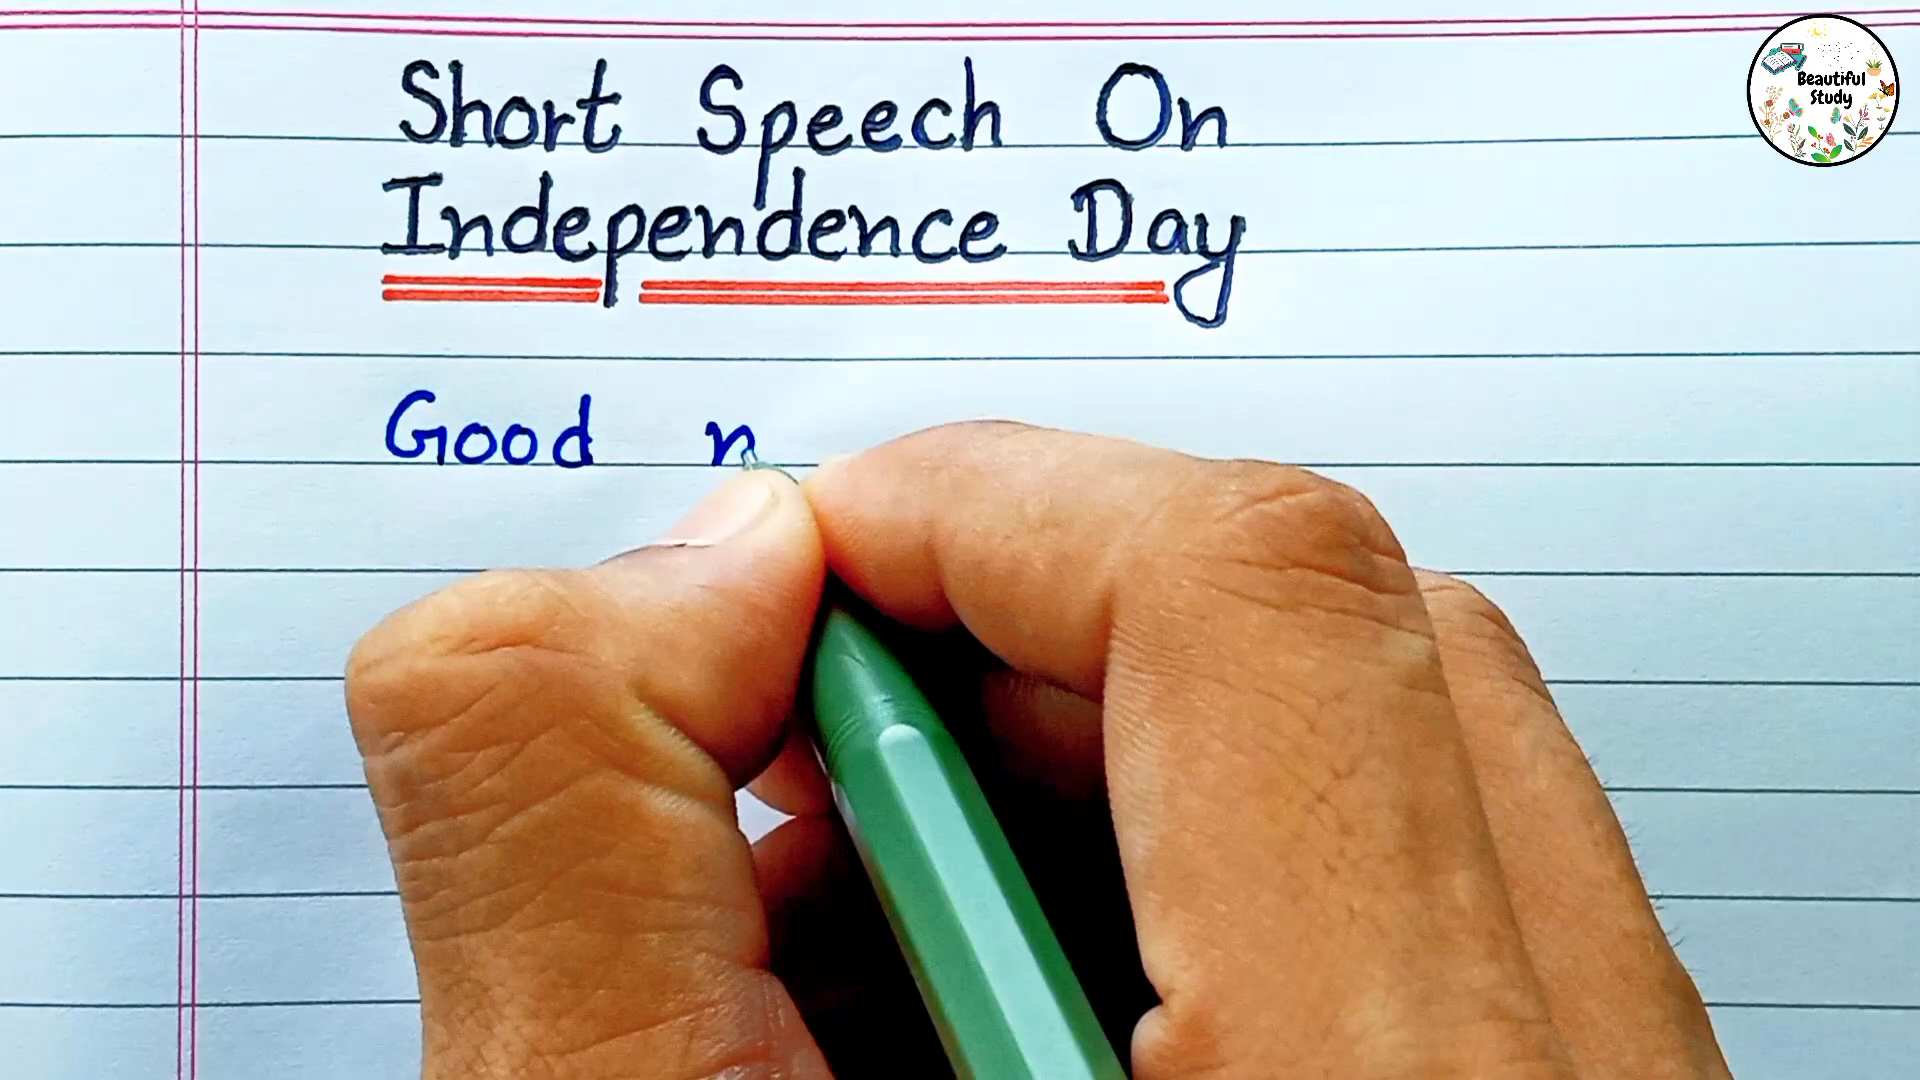 Short Speech On
Independence Day
Good
Beautiful
Study